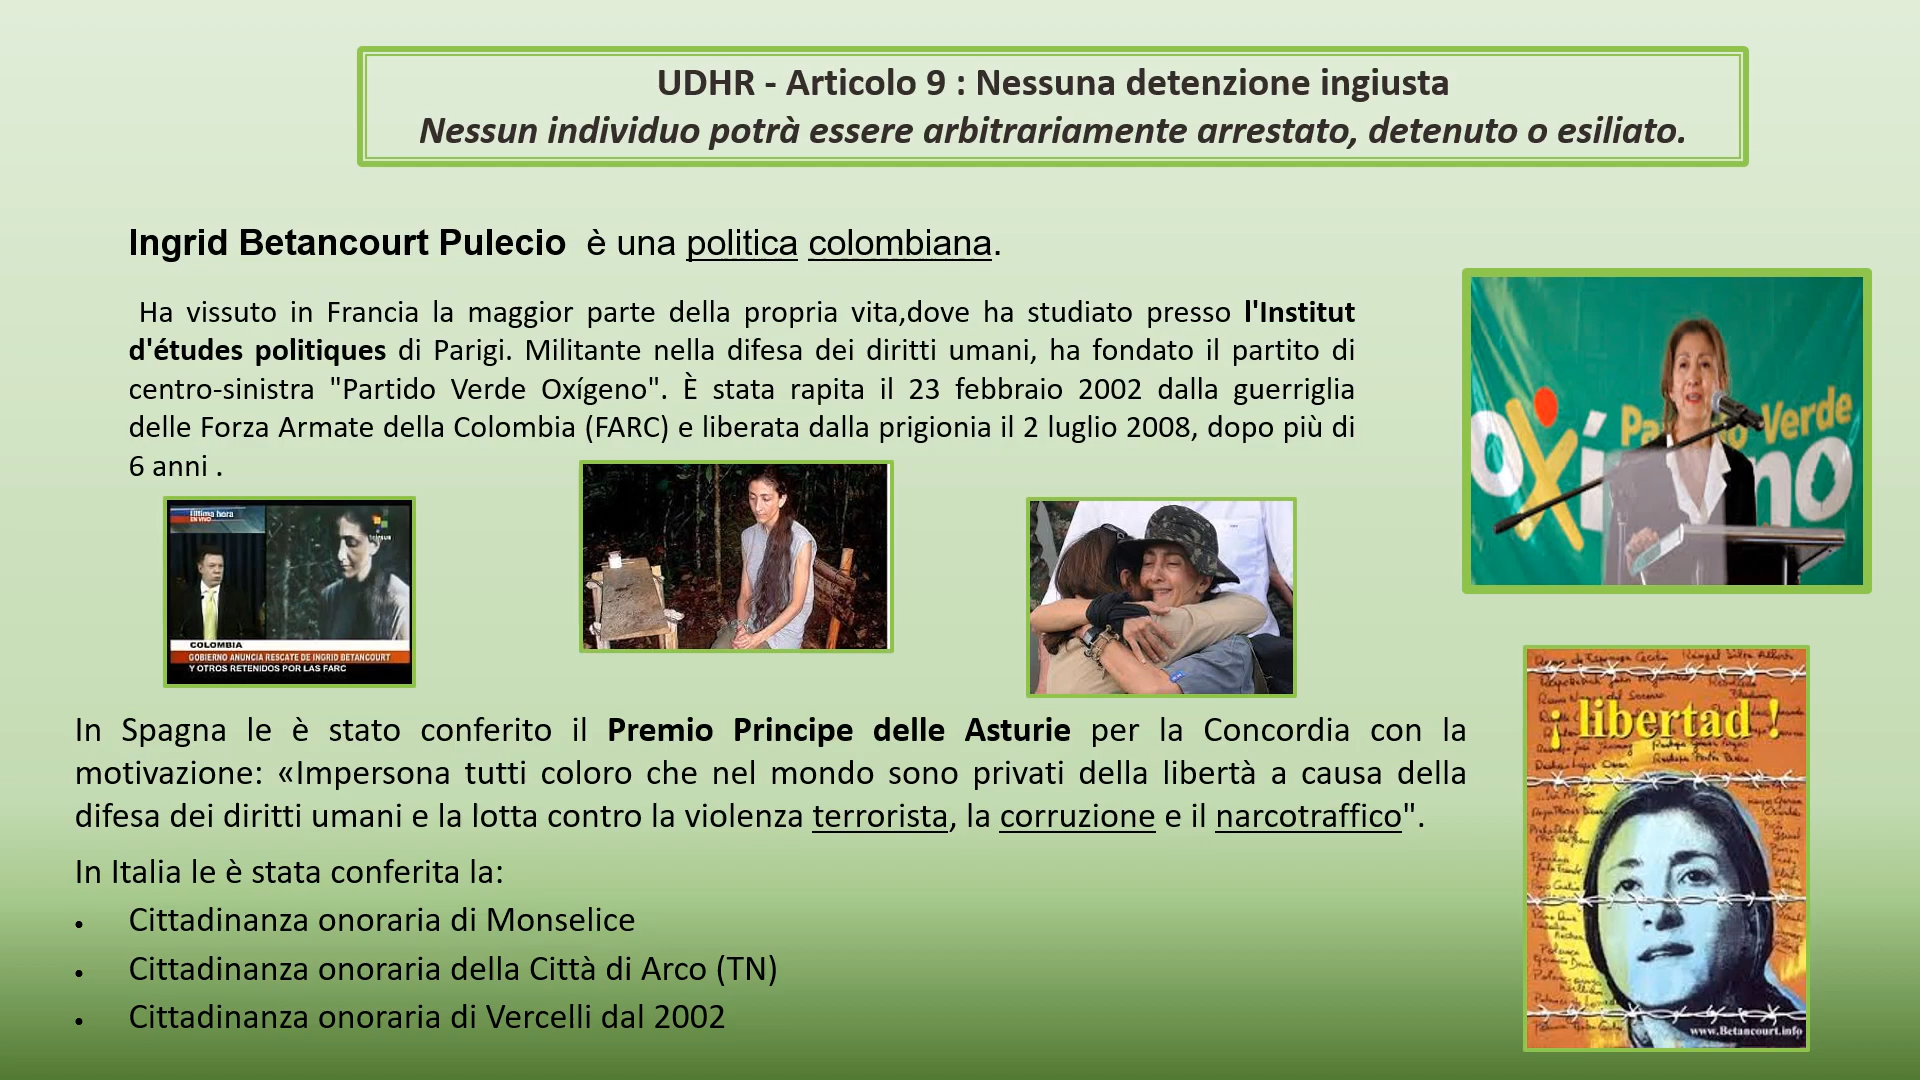 UDHR - Articolo 9 : Nessuna detenzione ingiusta
Nessun individuo potrà essere arbitrariamente arrestato, detenuto o esiliato.
Ingrid Betancourt Pulecio è una politica colombiana.
Ha vissuto in Francia la maggior parte della propria vita,dove ha studiato presso l'Institut
d'études politiques di Parigi. Militante nella difesa dei diritti umani, ha fondato il partito di
centro-sinistra "Partido Verde Oxígeno". È stata rapita il 23 febbraio 2002 dalla guerriglia
delle Forza Armate della Colombia (FARC) e liberata dalla prigionia il 2 luglio 2008, dopo più di
6 anni .
Última hora
EN VIVO
COLOMBIA
GOBIERNO ANUNCIA RESCATE DE INGRID BETANCOURT
Y OTROS RETENIDOS POR LAS FARC
Verde
In Spagna le è stato conferito il Premio Principe delle Asturie per la Concordia con la
motivazione: «Impersona tutti coloro che nel mondo sono privati della libertà a causa della
difesa dei diritti umani e la lotta contro la violenza terrorista, la corruzione e il narcotraffico".
In Italia le è stata conferita la:
• Cittadinanza onoraria di Monselice
• Cittadinanza onoraria della Città di Arco (TN)
• Cittadinanza onoraria di Vercelli dal 2002
¡ libertad !
www.Betancourt.info